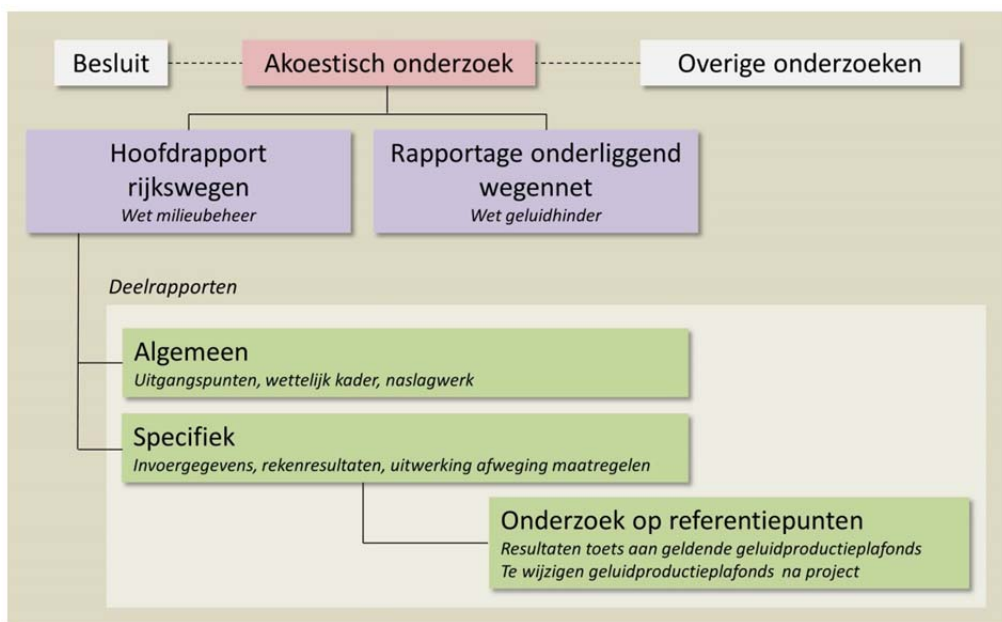 Besluit
Akoestisch onderzoek
Overige onderzoeken
Hoofdrapport
rijkswegen
Wet milieubeheer
Rapportage onderliggend
wegennet
Wet geluidhinder
Deelrapporten
Algemeen
Uitgangspunten, wettelijk kader, naslagwerk
Specifiek
Invoergegevens, rekenresultaten, uitwerking afweging maatregelen
Onderzoek op referentiepunten
Resultaten toets aan geldende geluidproductieplafonds
Te wijzigen geluidproductieplafonds na project